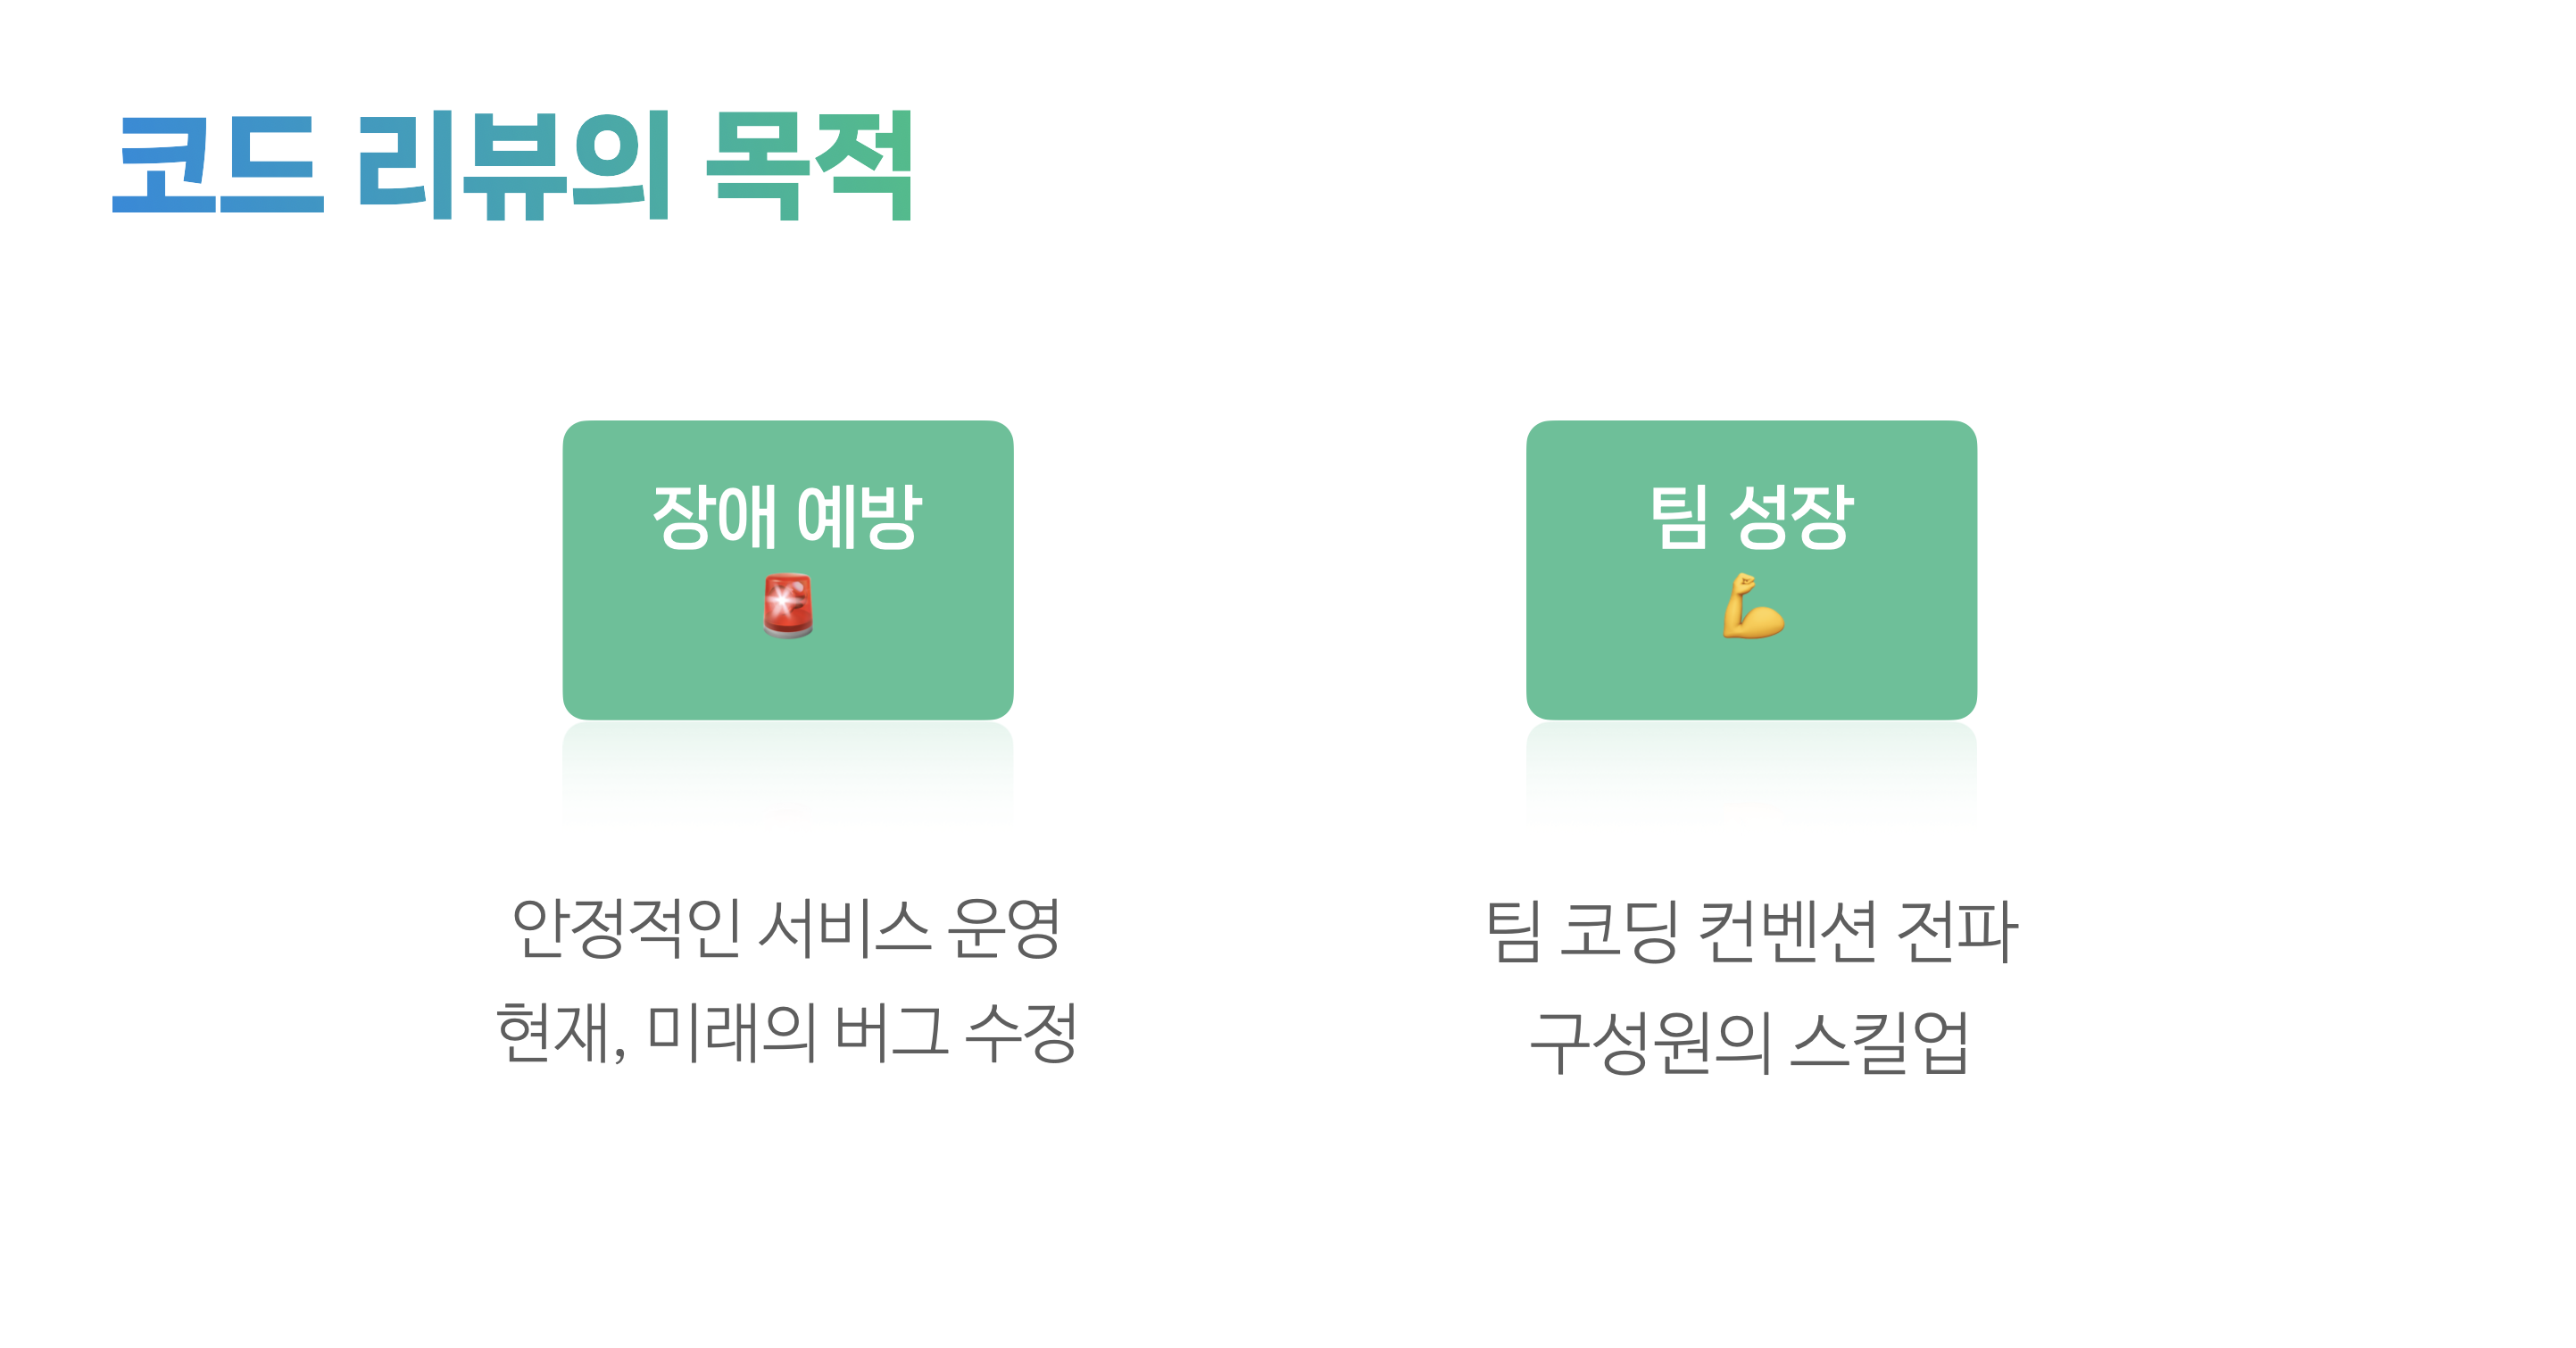 코드 리뷰의 목적
장애 예방
🚨
안정적인 서비스 운영
현재, 미래의 버그 수정
팀 성장
💪
팀 코딩 컨벤션 전파
구성원의 스킬업